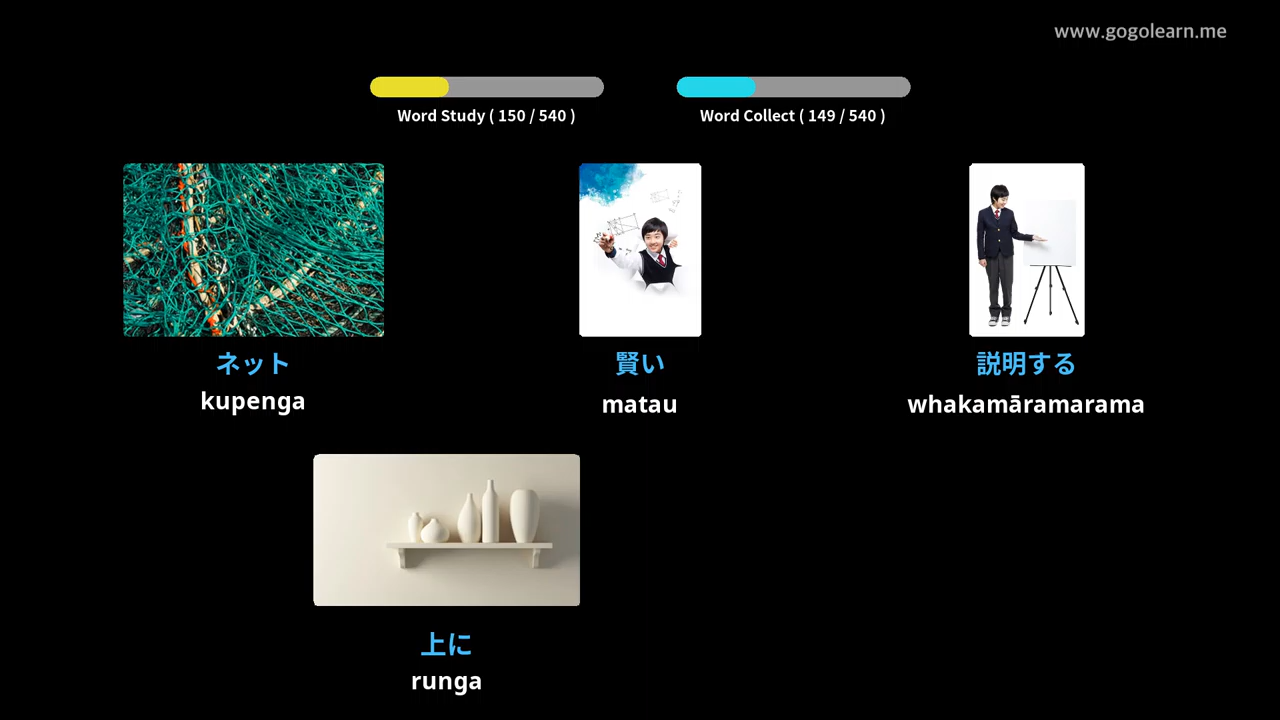 www.gogolearn.me
Word Study ( 150 / 540 )
Word Collect ( 149 / 540 )
ネット
kupenga
賢い
matau
説明する
whakamāramarama
上に
runga